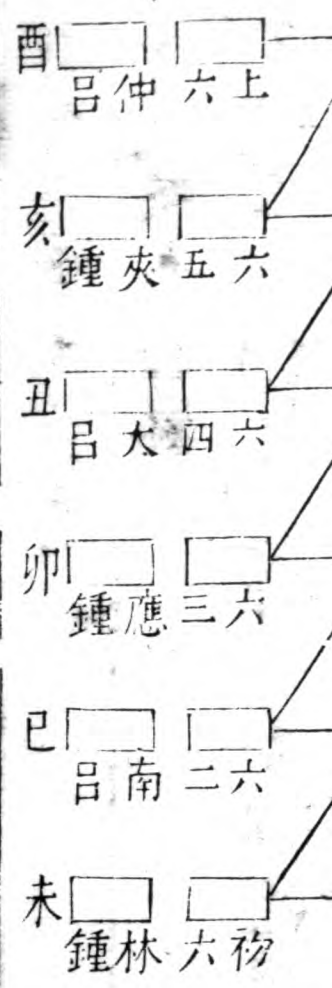 酉
上六 仲呂
亥
六五 夾鍾
丑
六四 大呂
卯
六三 應鍾
巳
六二 南呂
未
初六 林鍾